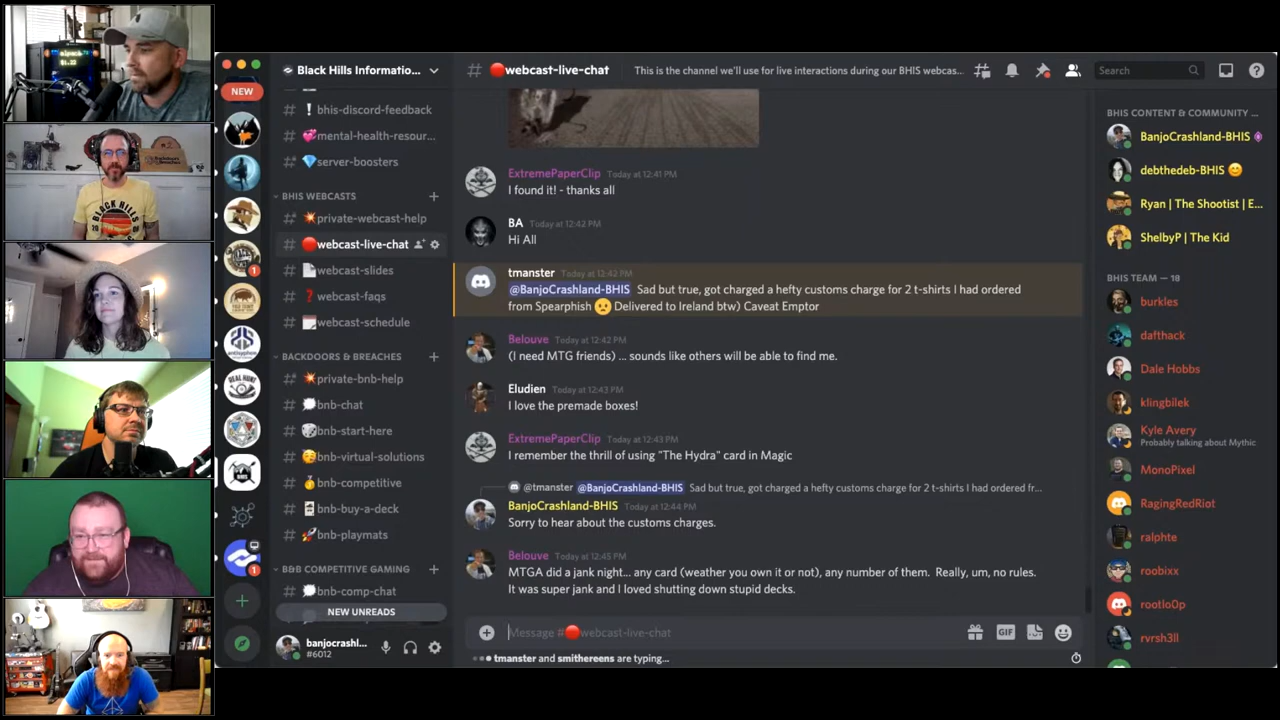 BLACK HILLS
NEW
Black Hills Informatio...
bhis-discord-feedback
mental-health-resour...
server-boosters
BHIS WEBCASTS
private-webcast-help
webcast-live-chat
webcast-slides
webcast-faqs
webcast-schedule
BACKDOORS & BREACHES
private-bnb-help
bnb-chat
bnb-start-here
bnb-virtual-solutions
bnb-competitive
bnb-buy-a-deck
bnb-playmats
B&B COMPETITIVE GAMING
bnb-comp-chat
NEW UNREADS
banjocrashl...
#6012
webcast-live-chat
This is the channel we'll use for live interactions during our BHIS webcas...
Search
ExtremePaperClip Today at 12:41 PM
I found it! - thanks all
BA Today at 12:42 PM
Hi All
tmanster Today at 12:42 PM
@BanjoCrashland-BHIS Sad but true, got charged a hefty customs charge for 2 t-shirts I had ordered
from Spearphish Delivered to Ireland btw) Caveat Emptor
Belouve Today at 12:42 PM
(I need MTG friends) ... sounds like others will be able to find me.
Eludien Today at 12:43 PM
I love the premade boxes!
ExtremePaperClip Today at 12:43 PM
I remember the thrill of using "The Hydra" card in Magic
@tmanster @BanjoCrashland-BHIS Sad but true, got charged a hefty customs charge for 2 t-shirts I had ordered fr...
BanjoCrashland-BHIS Today at 12:44 PM
Sorry to hear about the customs charges.
Belouve Today at 12:45 PM
MTGA did a jank night... any card (weather you own it or not), any number of them. Really, um, no rules.
It was super jank and I loved shutting down stupid decks.
Message #webcast-live-chat
GIF
tmanster and smithereens are typing...
BHIS CONTENT & COMMUNITY ...
BanjoCrashland-BHIS
debthedeb-BHIS
Ryan | The Shootist | E...
ShelbyP | The Kid
BHIS TEAM — 18
burkles
dafthack
Dale Hobbs
klingbilek
Kyle Avery
Probably talking about Mythic
MonoPixel
RagingRedRiot
ralphte
roobixx
rootlo0p
rvrsh3ll